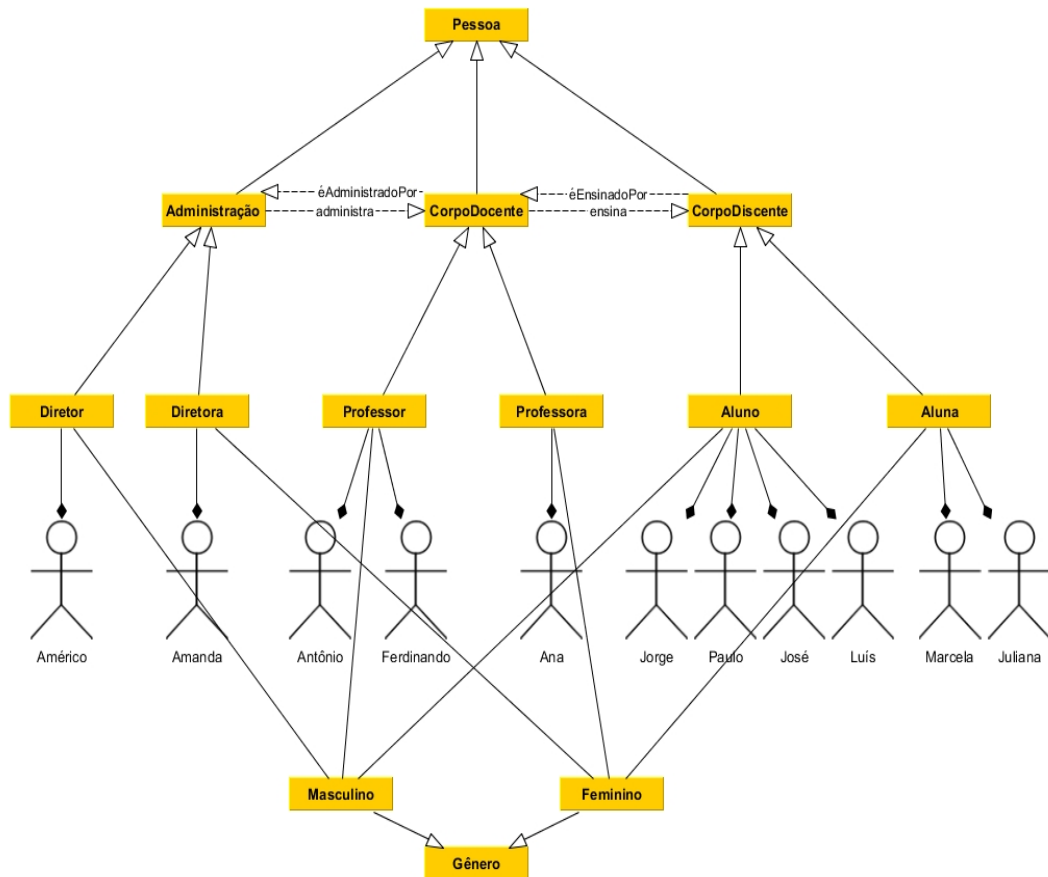 Pessoa
éAdministradoPor
éEnsinadoPor
Administração
administra
CorpoDocente
ensina
CorpoDiscente
Diretor
Diretora
Professor
Professora
Aluno
Aluna
Américo
Amanda
Antônio
Ferdinando
Ana
Jorge
Paulo
José
Luís
Marcela
Juliana
Masculino
Feminino
Gênero